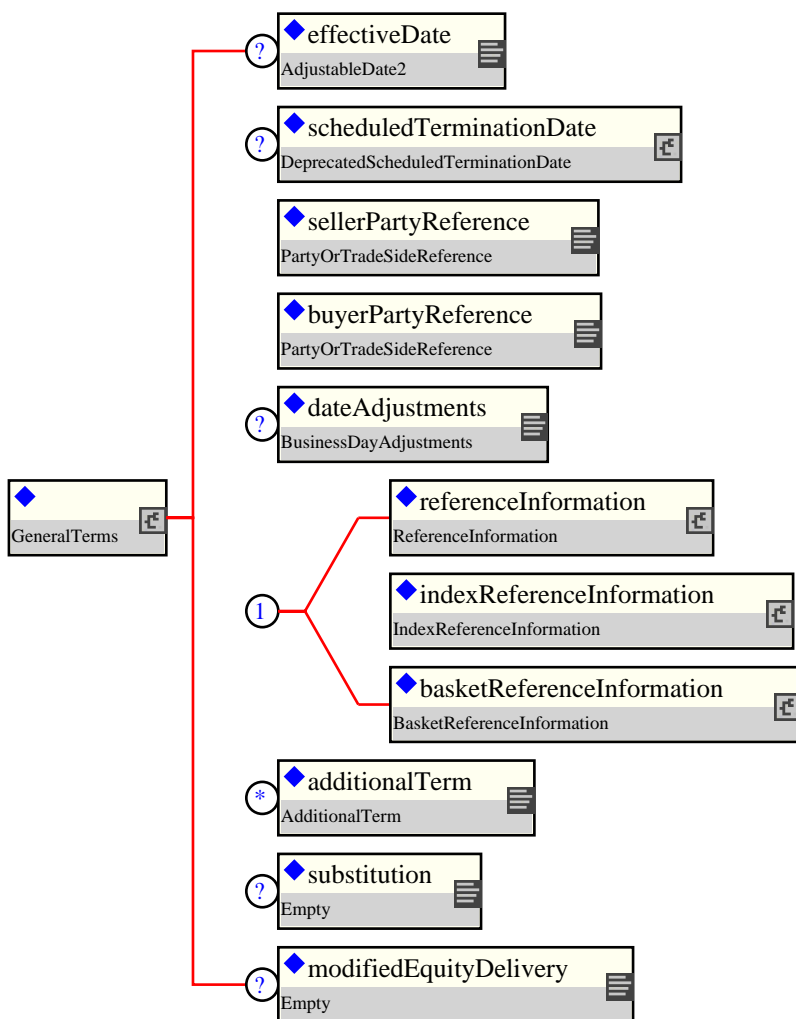 ? effectiveDate
AdjustableDate2
? scheduledTerminationDate
DeprecatedScheduledTerminationDate
sellerPartyReference
PartyOrTradeSideReference
buyerPartyReference
PartyOrTradeSideReference
? dateAdjustments
BusinessDayAdjustments
GeneralTerms
referenceInformation
ReferenceInformation
1
indexReferenceInformation
IndexReferenceInformation
basketReferenceInformation
BasketReferenceInformation
* additionalTerm
AdditionalTerm
? substitution
Empty
? modifiedEquityDelivery
Empty